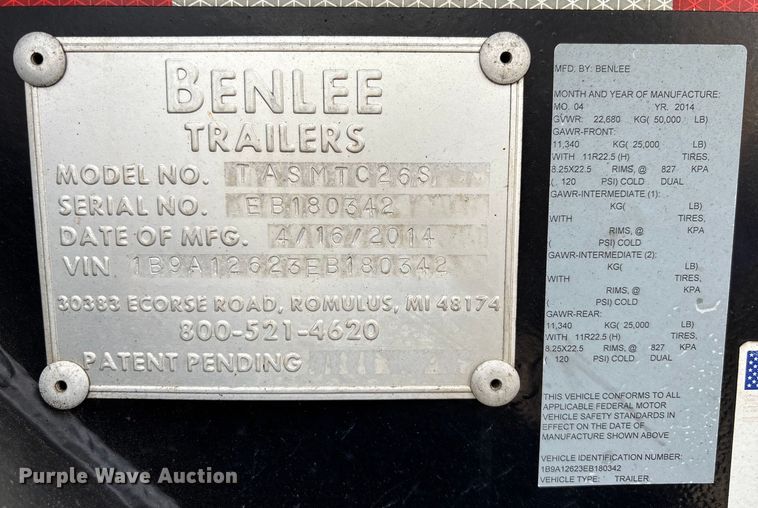 BENLEE
TRAILERS
MODEL NO. TASMTC26S
SERIAL NO. EB180342
DATE OF MFG. 4/16/2014
VIN 1B9A12623EB180342
30383 ECORSE ROAD, ROMULUS, MI 48174
800-521-4620
PATENT PENDING
MFD. BY: BENLEE
MONTH AND YEAR OF MANUFACTURE:
MO. 04 YR. 2014
GVWR: 22,680 KG( 50,000 LB)
GAWR-FRONT:
11,340 KG( 25,000 LB)
WITH 11R22.5 (H) TIRES,
8.25X22.5 RIMS, @ 827 KPA
( 120 PSI) COLD DUAL
GAWR-INTERMEDIATE (1):
KG( LB)
WITH TIRES,
RIMS, @ KPA
( PSI) COLD
GAWR-INTERMEDIATE (2):
KG( LB)
WITH TIRES,
RIMS, @ KPA
( PSI) COLD
GAWR-REAR:
11,340 KG( 25,000 LB)
WITH 11R22.5 (H) TIRES,
8.25X22.5 RIMS, @ 827 KPA
( 120 PSI) COLD DUAL
THIS VEHICLE CONFORMS TO ALL
APPLICABLE FEDERAL MOTOR
VEHICLE SAFETY STANDARDS IN
EFFECT ON THE DATE OF
MANUFACTURE SHOWN ABOVE
VEHICLE IDENTIFICATION NUMBER:
1B9A12623EB180342
VEHICLE TYPE: TRAILER
Purple Wave Auction